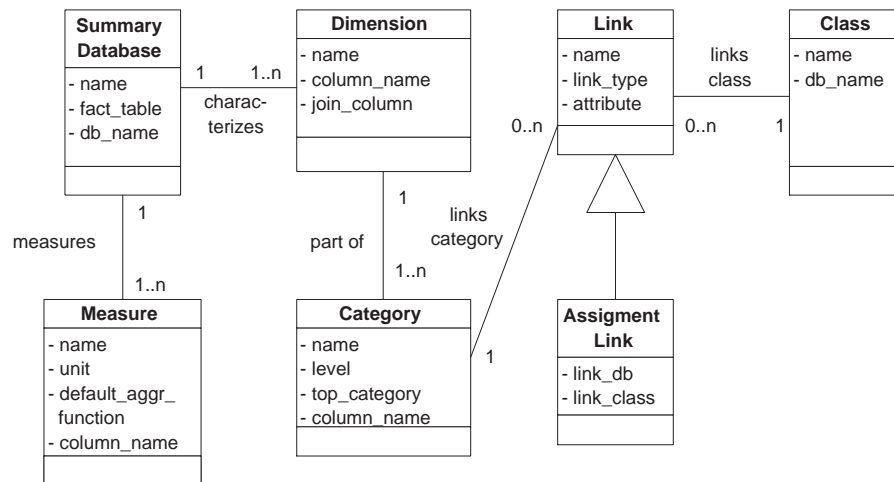 Summary
Database
- name
- fact_table
- db_name
1
1..n
charac-
terizes
Dimension
- name
- column_name
- join_column
Link
- name
- link_type
- attribute
links
class
0..n
1
Class
- name
- db_name
0..n
1
measures
1..n
1
part of
1..n
links
category
1
Measure
- name
- unit
- default_aggr_
function
- column_name
Category
- name
- level
- top_category
- column_name
Assigment
Link
- link_db
- link_class